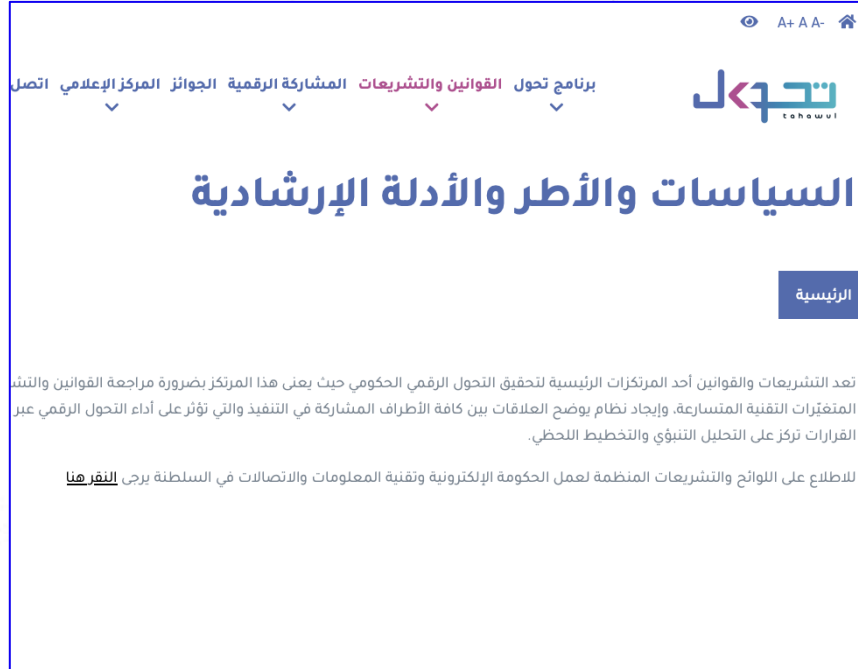 A+ A A-
تحول
tahawul
برنامج تحول القوانين والتشريعات المشاركة الرقمية الجوائز المركز الإعلامي اتصل
السياسات والأطر والأدلة الإرشادية
الرئيسية
تعد التشريعات والقوانين أحد المرتكزات الرئيسية لتحقيق التحول الرقمي الحكومي حيث يعنى هذا المرتكز بضرورة مراجعة القوانين
المتغيّرات التقنية المتسارعة، وإيجاد نظام يوضح العلاقات بين كافة الأطراف المشاركة في التنفيذ والتي تؤثر على أداء التحول الرقمي عبر
القرارات تركز على التحليل التنبؤي والتخطيط اللحظي.
للاطلاع على اللوائح والتشريعات المنظمة لعمل الحكومة الإلكترونية وتقنية المعلومات والاتصالات في السلطنة يرجى النقر هنا